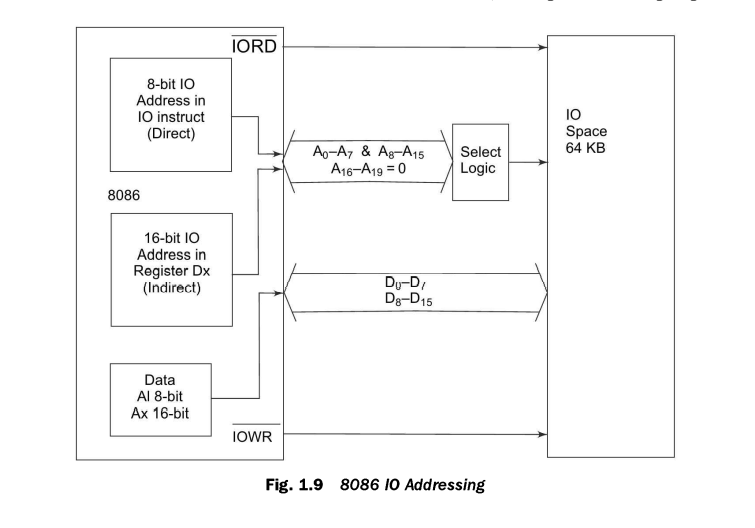 IORD
8-bit IO
Address in
IO instruct
(Direct)
A0–A7 & A8–A15
A16–A19 = 0
Select
Logic
IO
Space
64 KB
8086
16-bit IO
Address in
Register Dx
(Indirect)
D0–D7
D8–D15
Data
Al 8-bit
Ax 16-bit
IOWR
Fig. 1.9 8086 IO Addressing